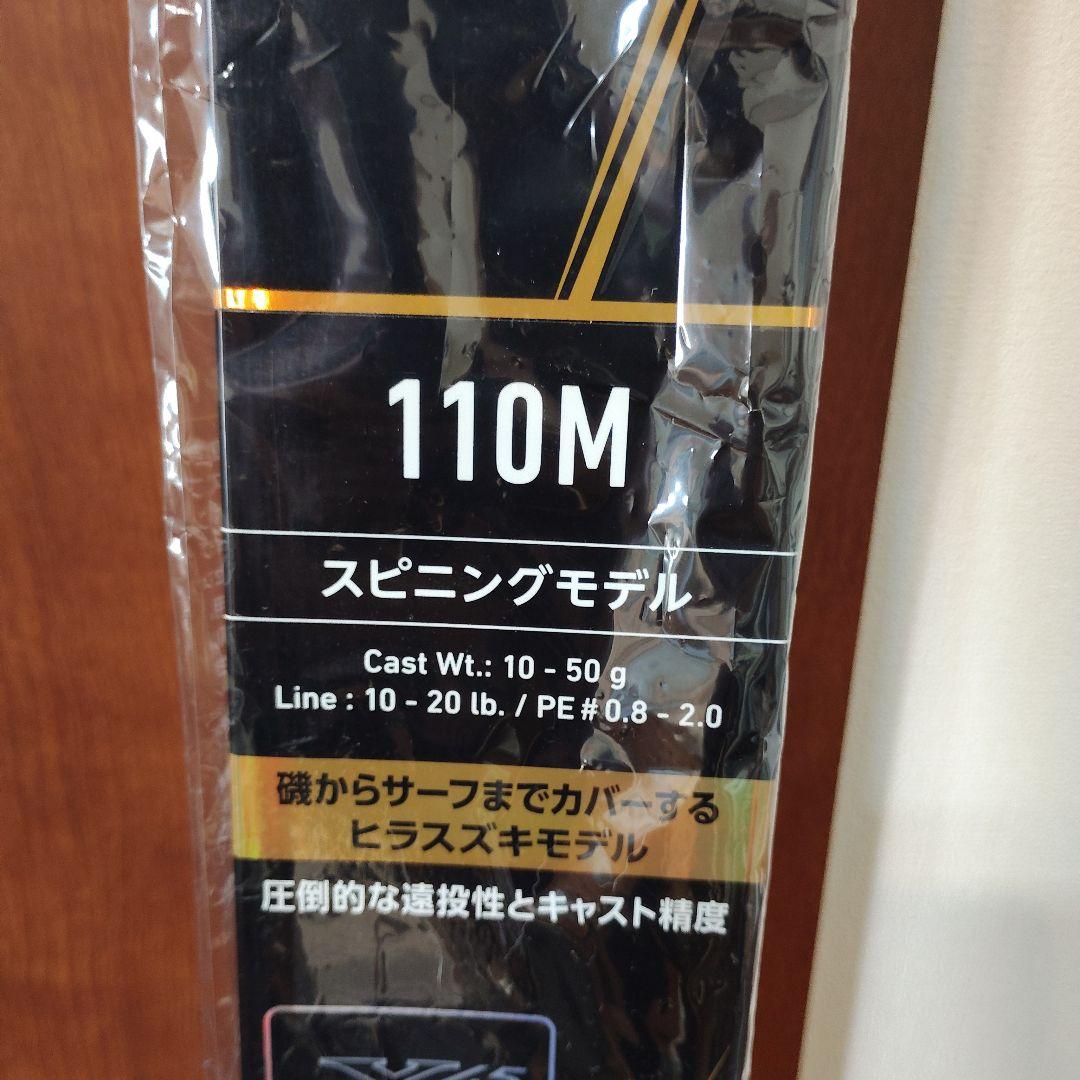 110M
スピニングモデル
Cast Wt.: 10 - 50 g
Line : 10 - 20 lb. / PE#0.8 - 2.0
磯からサーフまでカバーする
ヒラスズキモデル
圧倒的な遠投性とキャスト精度